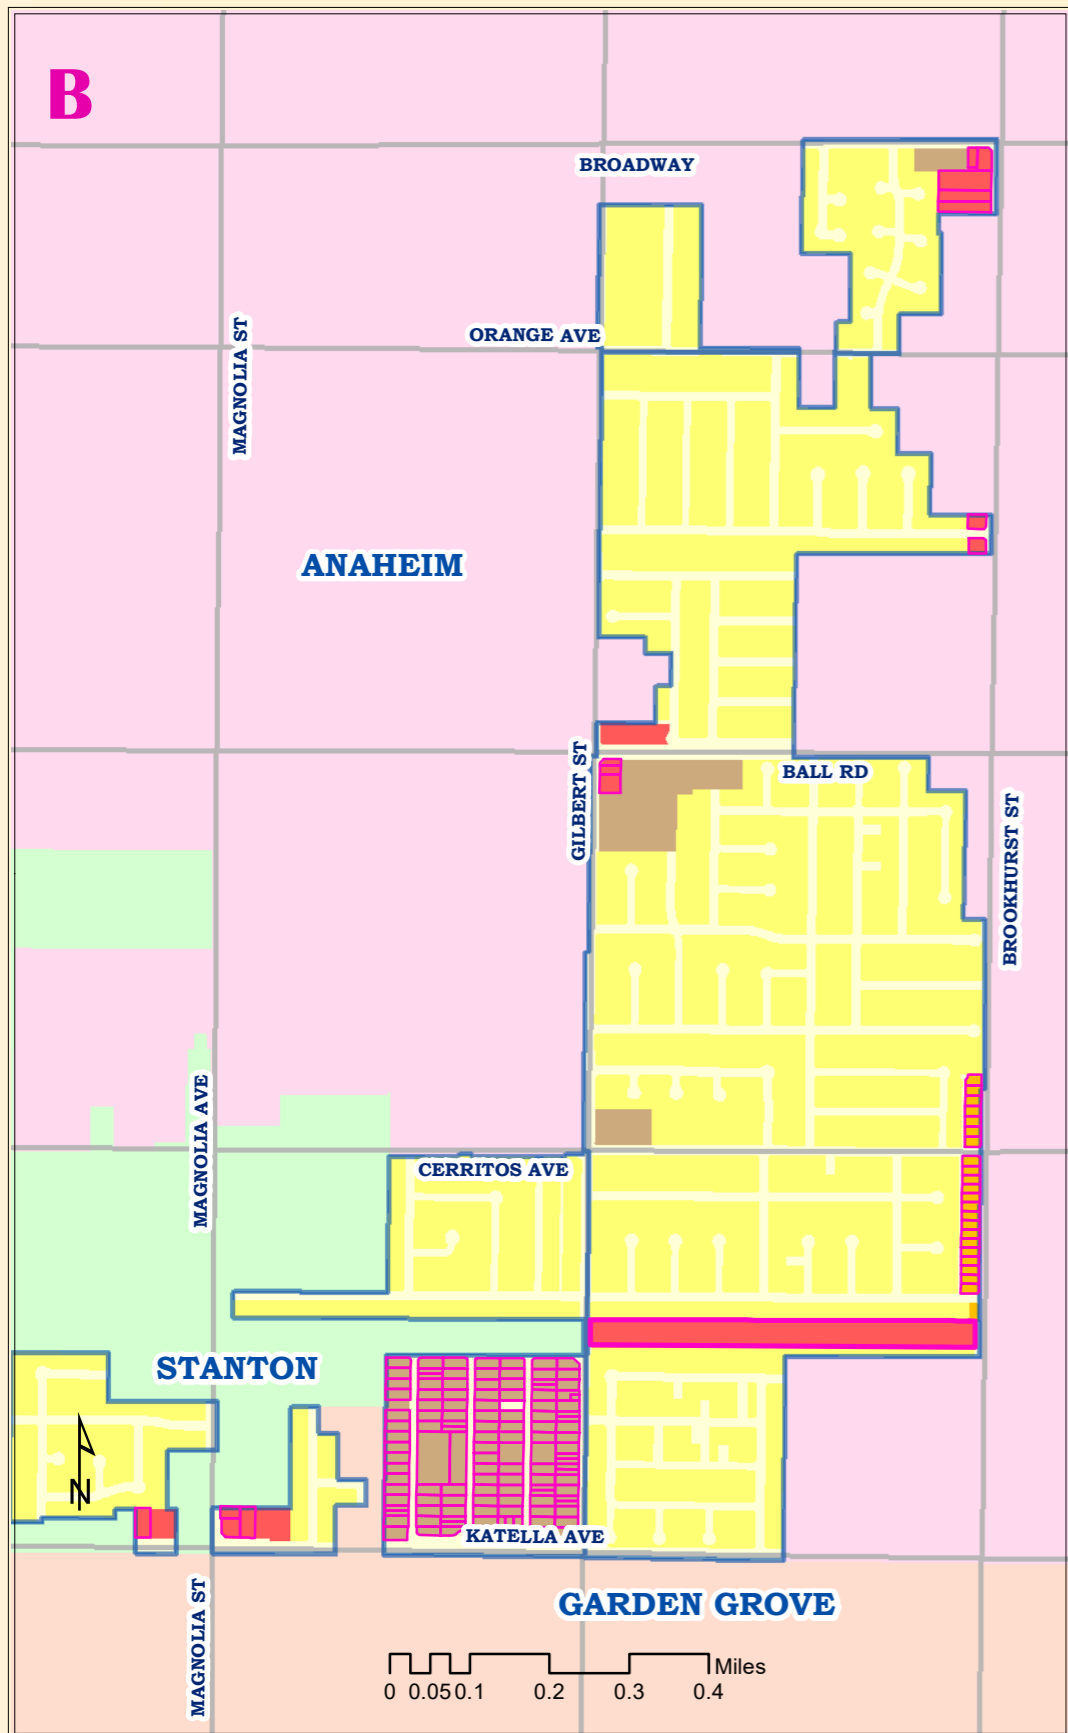 B
BROADWAY
ORANGE AVE
MAGNOLIA ST
ANAHEIM
GILBERT ST
BALL RD
BROOKHURST ST
MAGNOLIA AVE
CERRITOS AVE
STANTON
N
KATELLA AVE
MAGNOLIA ST
GARDEN GROVE
Miles
0 0.05 0.1 0.2 0.3 0.4